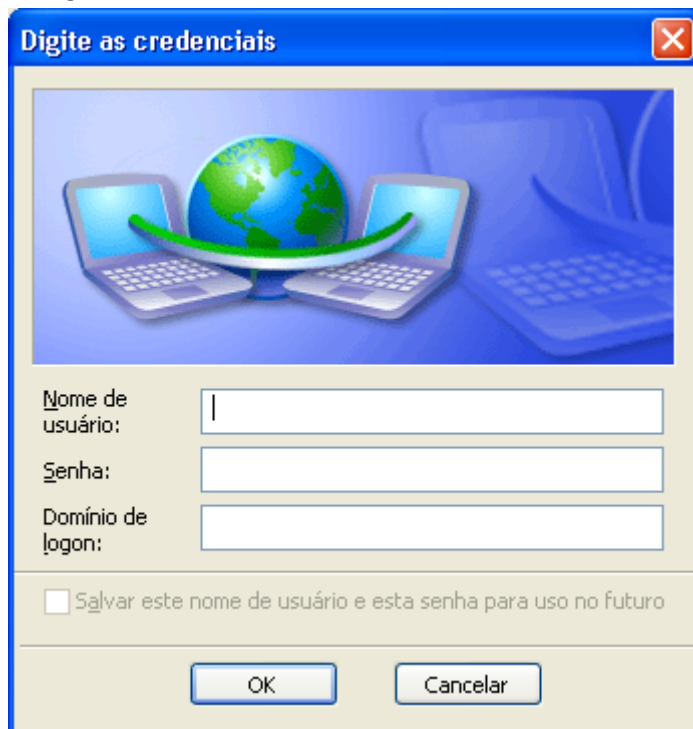 Digite as credenciais
Nome de
usuário:
Senha:
Domínio de
logon:
Salvar este nome de usuário e esta senha para uso no futuro
OK
Cancelar